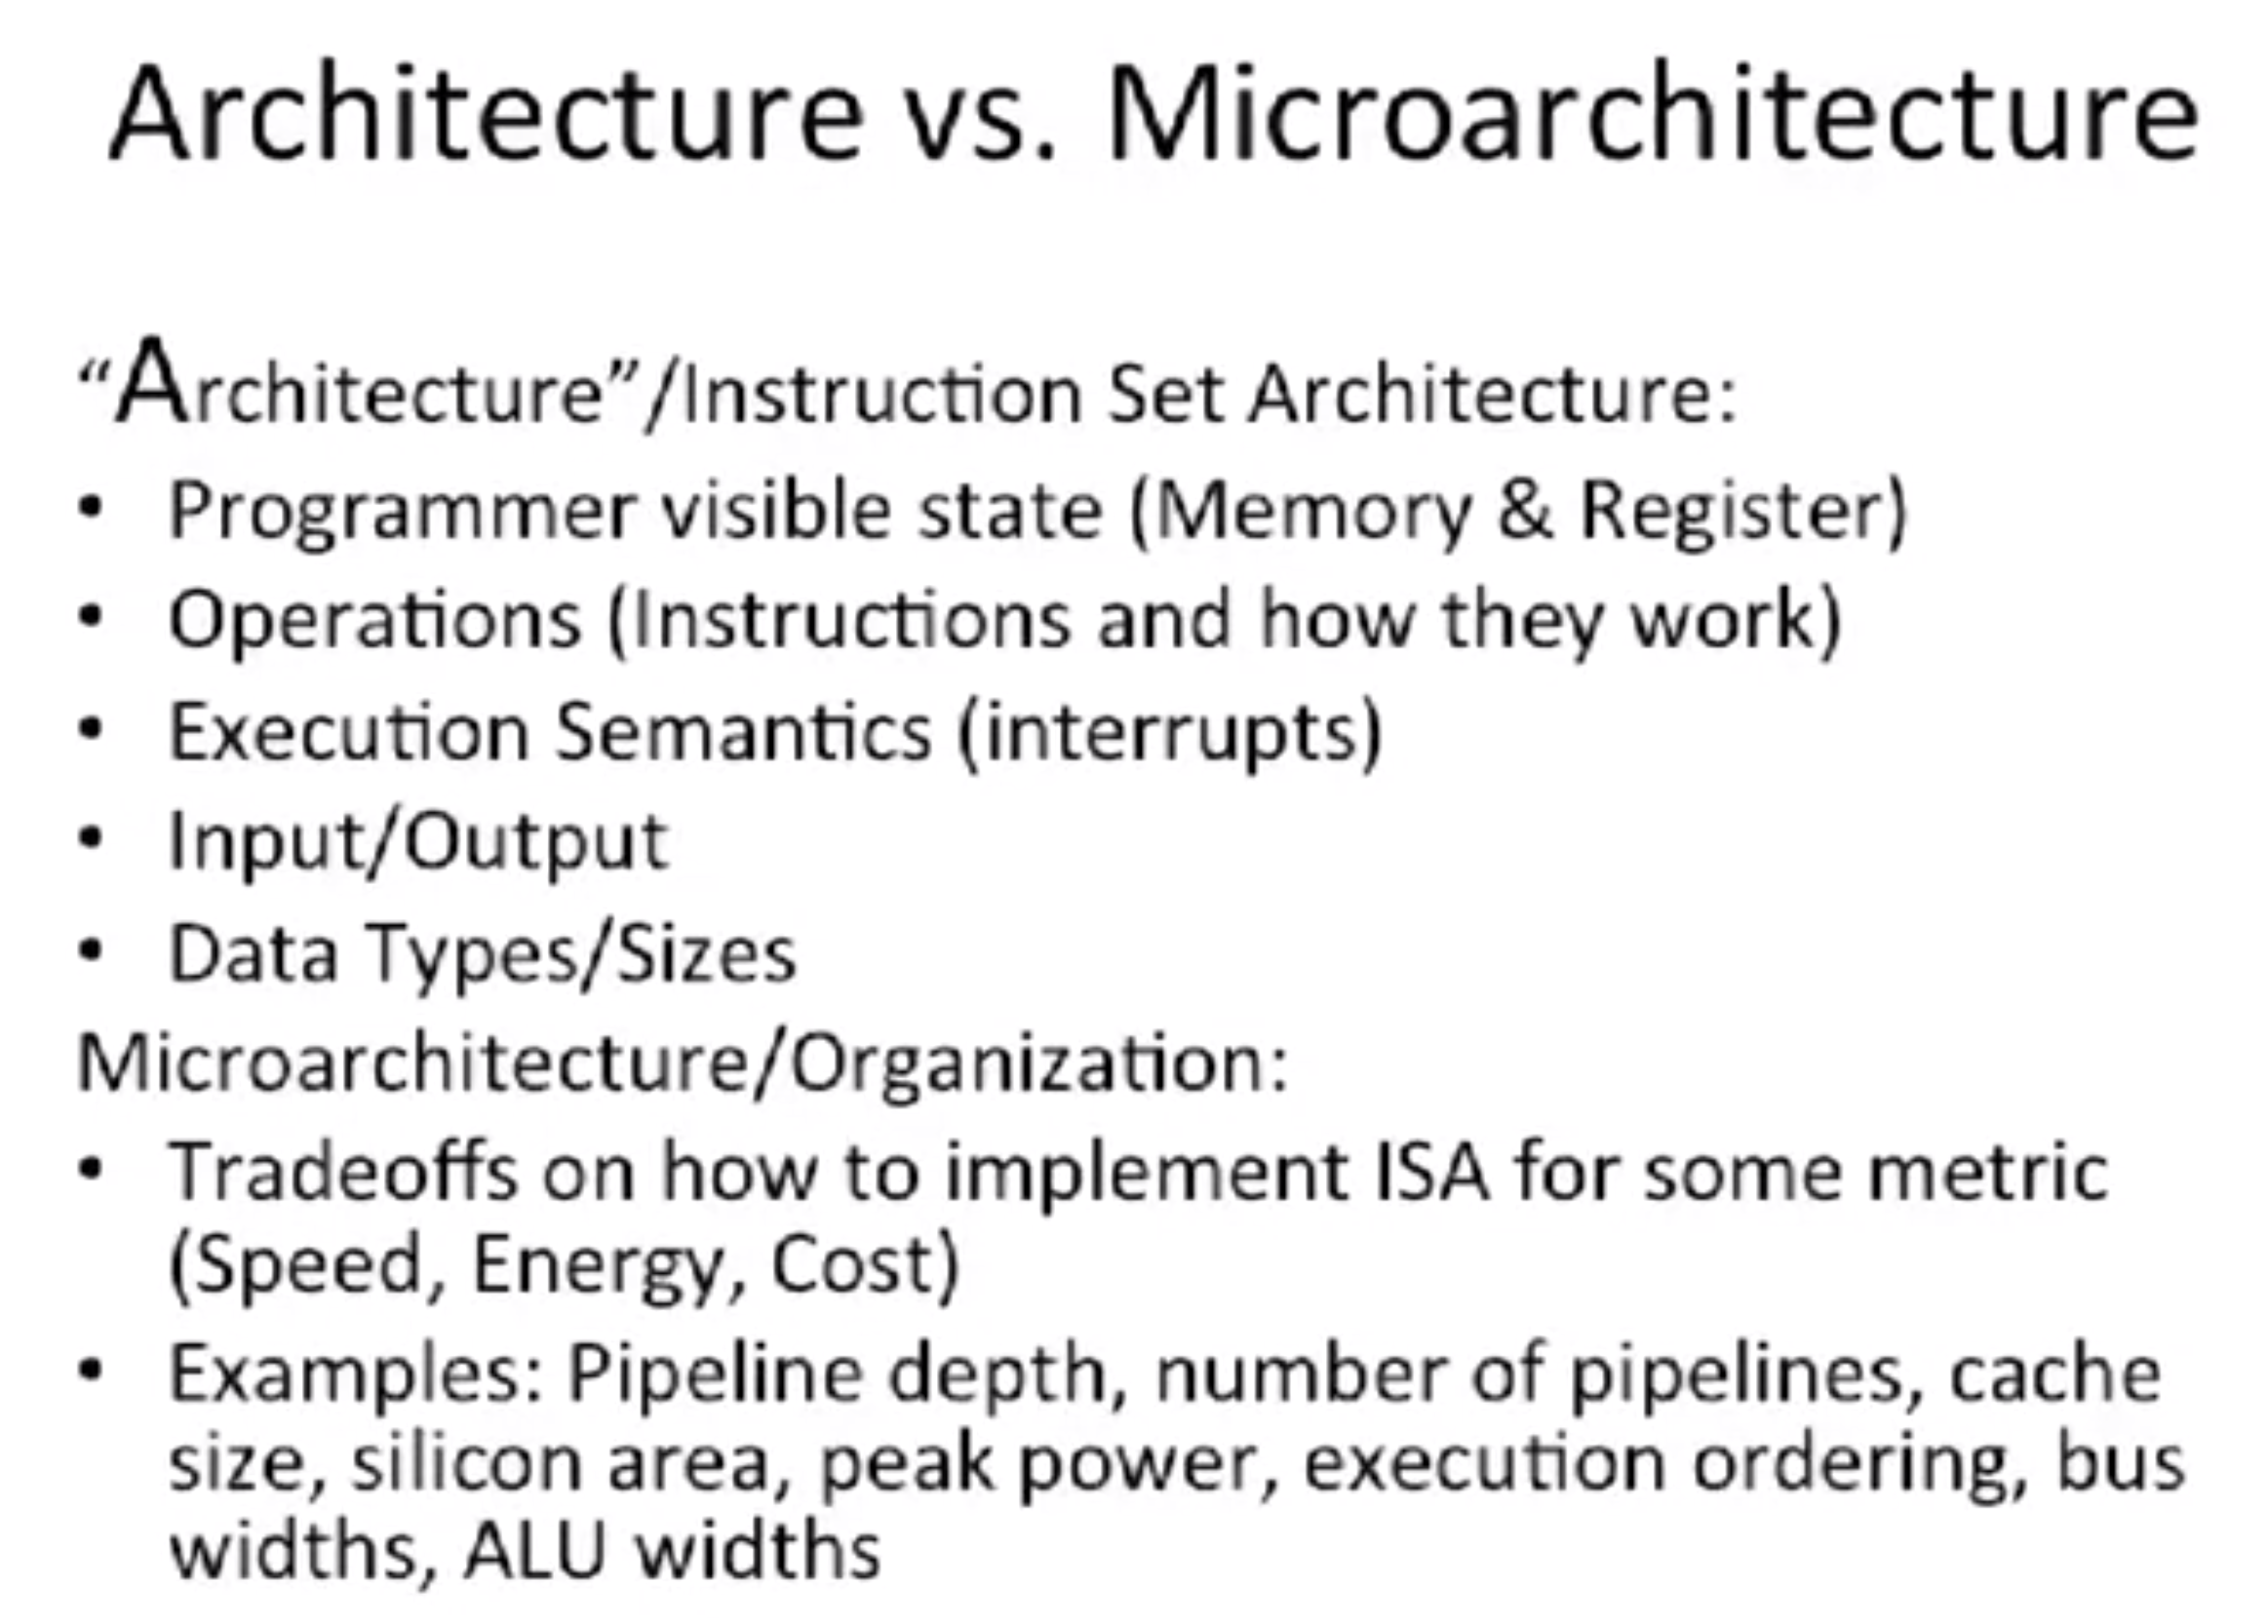 Architecture vs. Microarchitecture
“Architecture”/Instruction Set Architecture:
• Programmer visible state (Memory & Register)
• Operations (Instructions and how they work)
• Execution Semantics (interrupts)
• Input/Output
• Data Types/Sizes
Microarchitecture/Organization:
• Tradeoffs on how to implement ISA for some metric
(Speed, Energy, Cost)
• Examples: Pipeline depth, number of pipelines, cache
size, silicon area, peak power, execution ordering, bus
widths, ALU widths